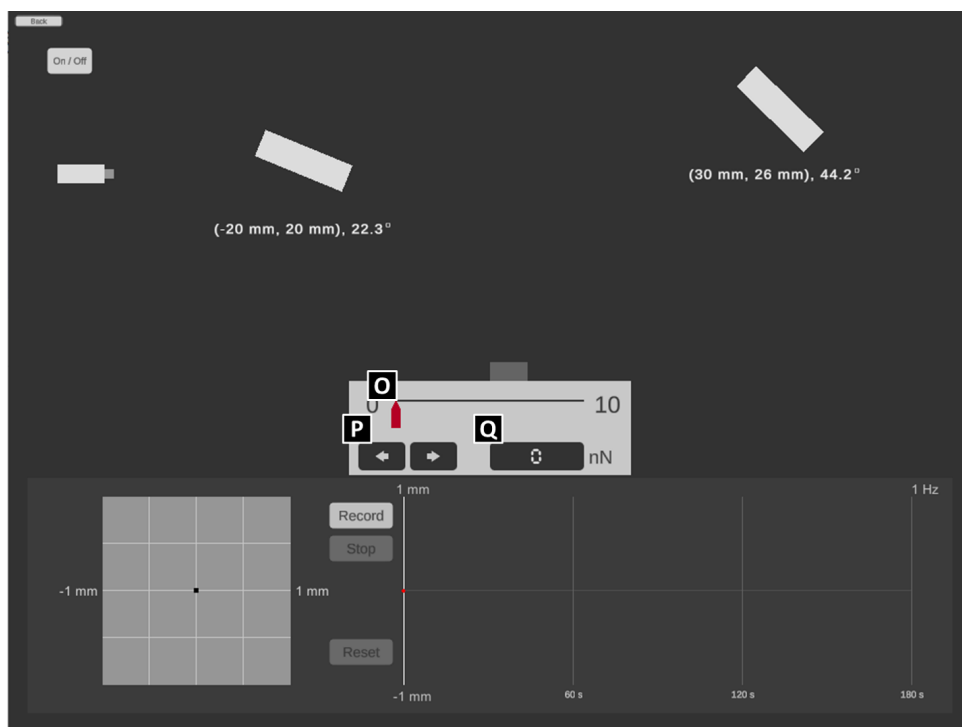 Back
On / Off
(30 mm, 26 mm), 44.2°
(-20 mm, 20 mm), 22.3°
O
0 10
P Q
0 nN
1 mm 1 Hz
Record
Stop
-1 mm 1 mm
Reset
-1 mm 60 s 120 s 180 s